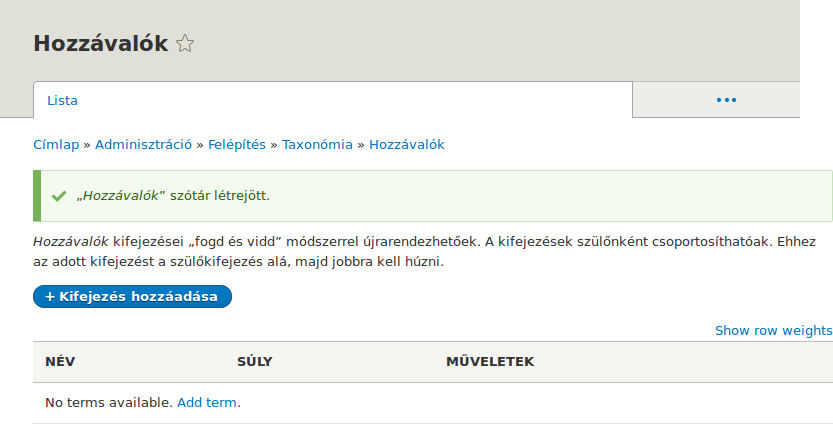 Hozzávalók
Lista
Címlap » Adminisztráció » Felépítés » Taxonómia » Hozzávalók
„Hozzávalók” szótár létrejött.
Hozzávalók kifejezései „fogd és vidd” módszerrel újrarendezhetőek. A kifejezések szülőnként csoportosíthatóak. Ehhez
az adott kifejezést a szülőkifejezés alá, majd jobbra kell húzni.
+ Kifejezés hozzáadása
Show row weights
NÉV SÚLY MŰVELETEK
No terms available. Add term.